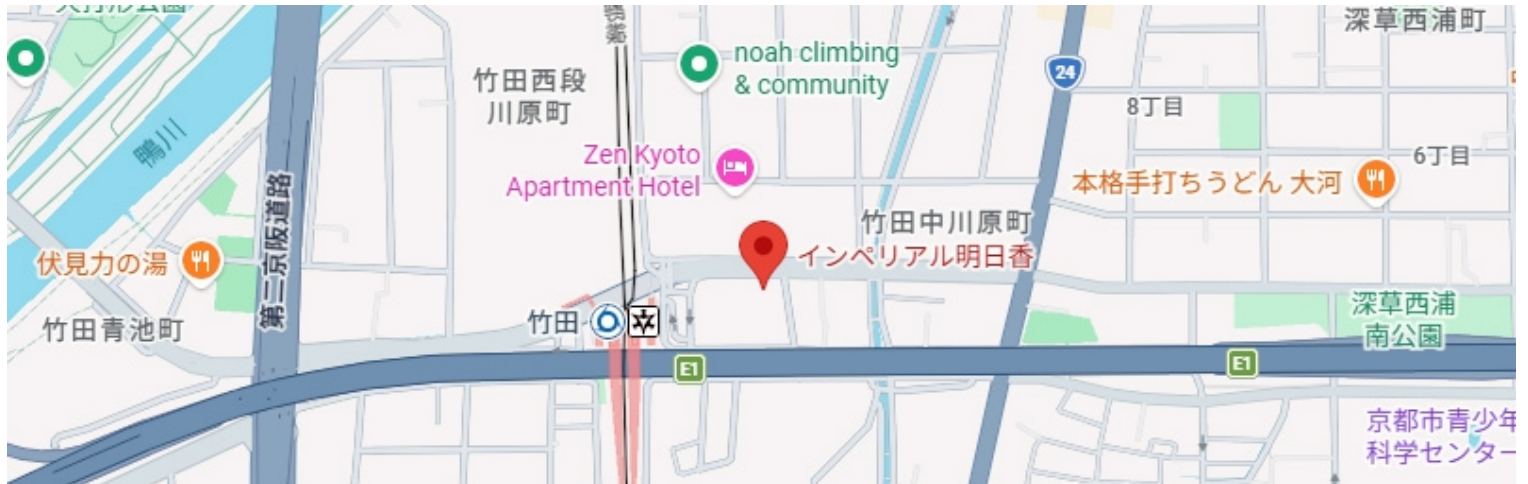 深草西浦町
noah climbing
& community
24
竹田西段
川原町
8丁目
鴨川
Zen Kyoto
Apartment Hotel
6丁目
本格手打ちうどん 大河
第二京阪道路
竹田中川原町
インペリアル明日香
伏見力の湯
竹田青池町
竹田
深草西浦
南公園
E1
E1
京都市青少年
科学センター